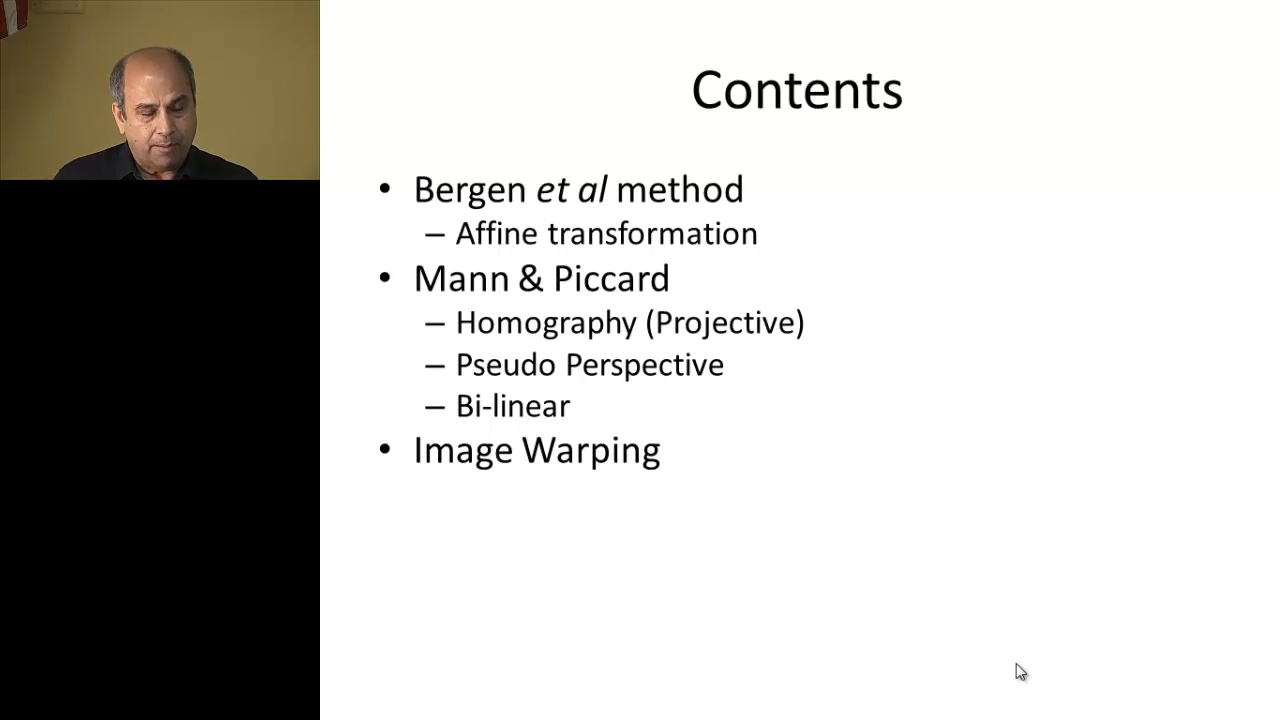 Contents
• Bergen et al method
– Affine transformation
• Mann & Piccard
– Homography (Projective)
– Pseudo Perspective
– Bi-linear
• Image Warping